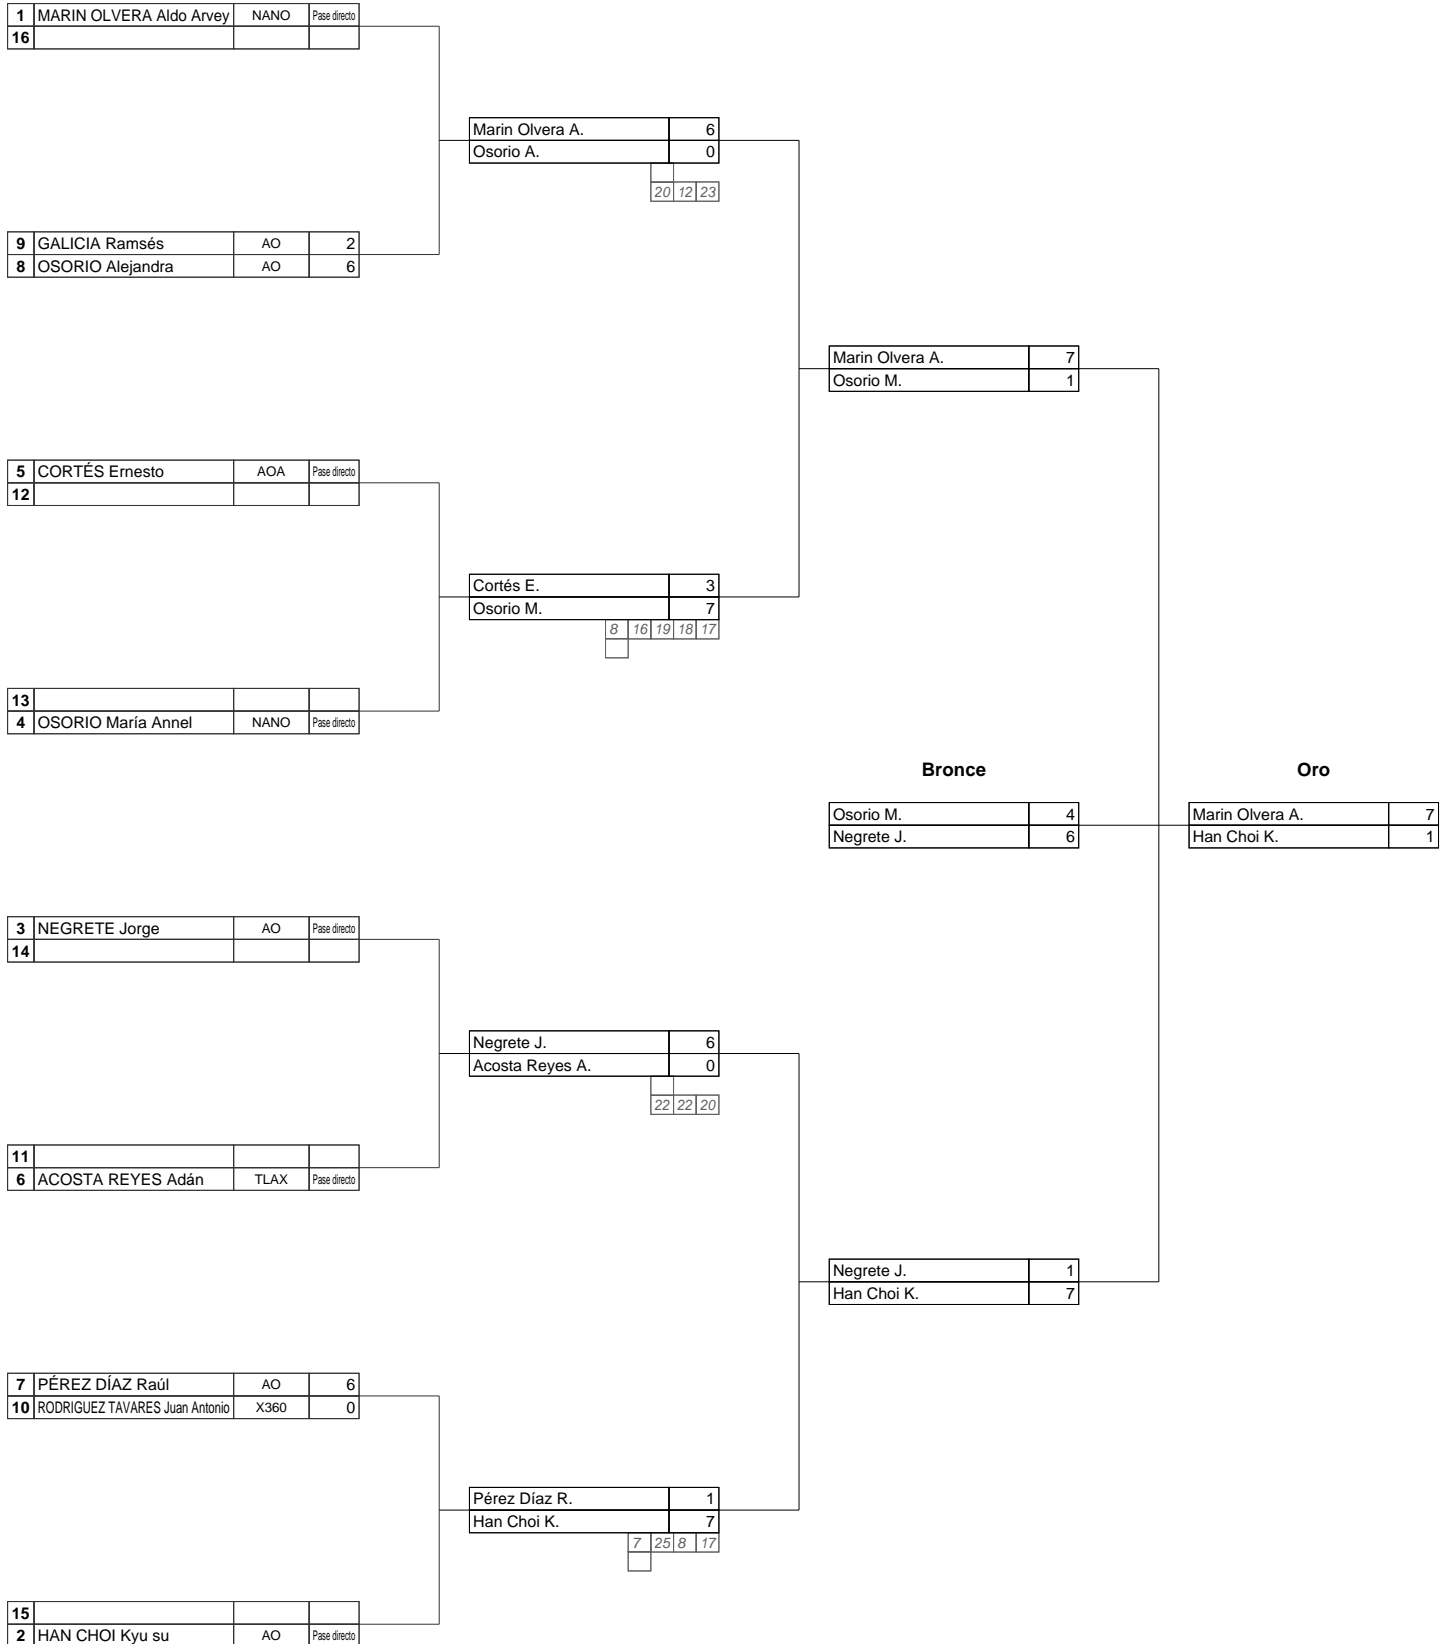 1 MARIN OLVERA Aldo Arvey NANO Pase directo
16
Marin Olvera A. 6
Osorio A. 0
20 12 23
9 GALICIA Ramsés AO 2
8 OSORIO Alejandra AO 6
Marin Olvera A. 7
Osorio M. 1
5 CORTÉS Ernesto AOA Pase directo
12
Cortés E. 3
Osorio M. 7
8 16 19 18 17
13
4 OSORIO María Annel NANO Pase directo
Bronce Oro
Osorio M. 4 Marin Olvera A. 7
Negrete J. 6 Han Choi K. 1
3 NEGRETE Jorge AO Pase directo
14
Negrete J. 6
Acosta Reyes A. 0
22 22 20
11
6 ACOSTA REYES Adán TLAX Pase directo
Negrete J. 1
Han Choi K. 7
7 PÉREZ DÍAZ Raúl AO 6
10 RODRIGUEZ TAVARES Juan Antonio X360 0
Pérez Díaz R. 1
Han Choi K. 7
7 25 8 17
15
2 HAN CHOI Kyu su AO Pase directo